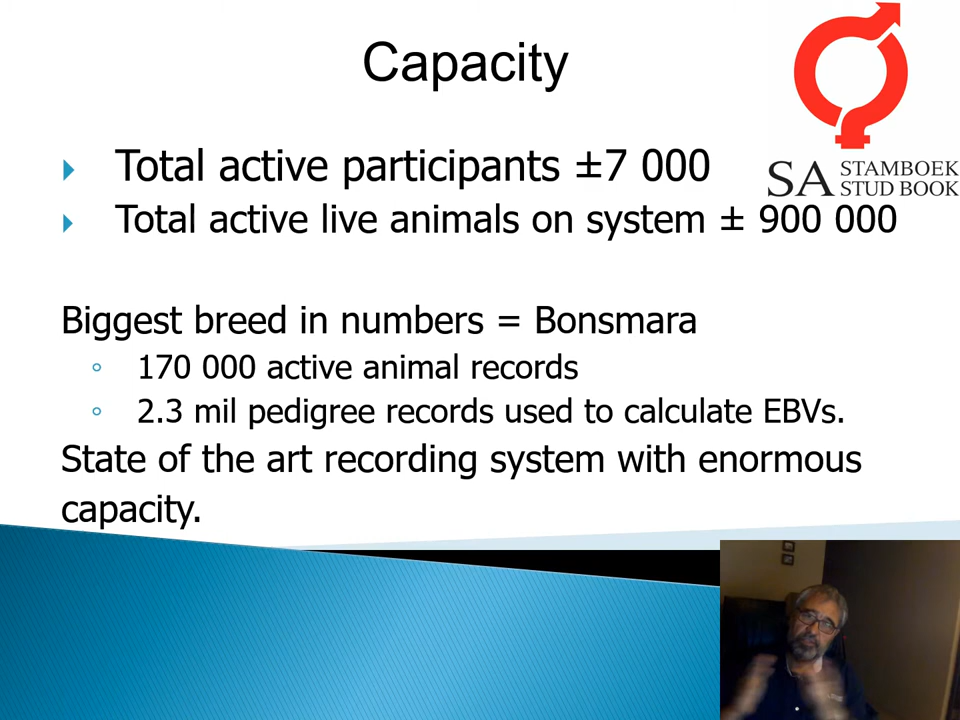 Capacity
SA STAMBOEK
STUD BOOK
Total active participants ±7 000
Total active live animals on system ± 900 000
Biggest breed in numbers = Bonsmara
170 000 active animal records
2.3 mil pedigree records used to calculate EBVs.
State of the art recording system with enormous
capacity.